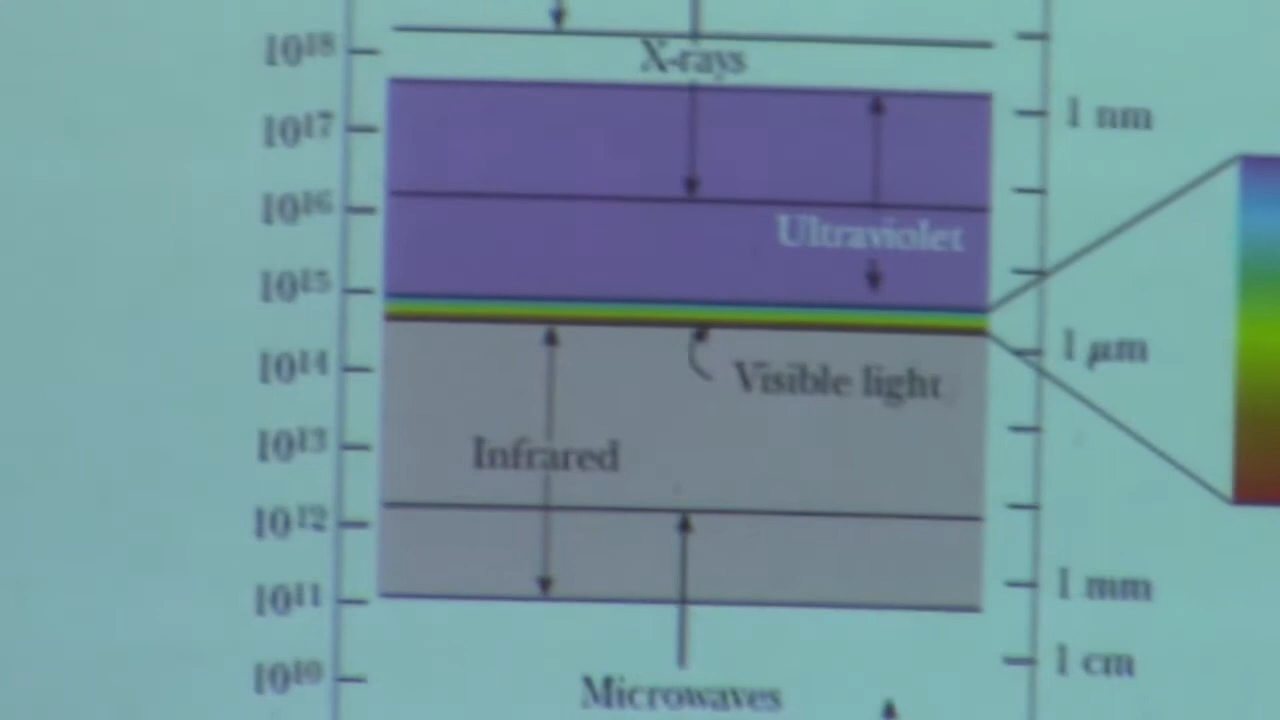 10¹⁸
X-rays
10¹⁷
1 nm
10¹⁶
Ultraviolet
10¹⁵
1 μm
10¹⁴
Visible light
10¹³
Infrared
10¹²
10¹¹
1 mm
1 cm
10¹⁰
Microwaves